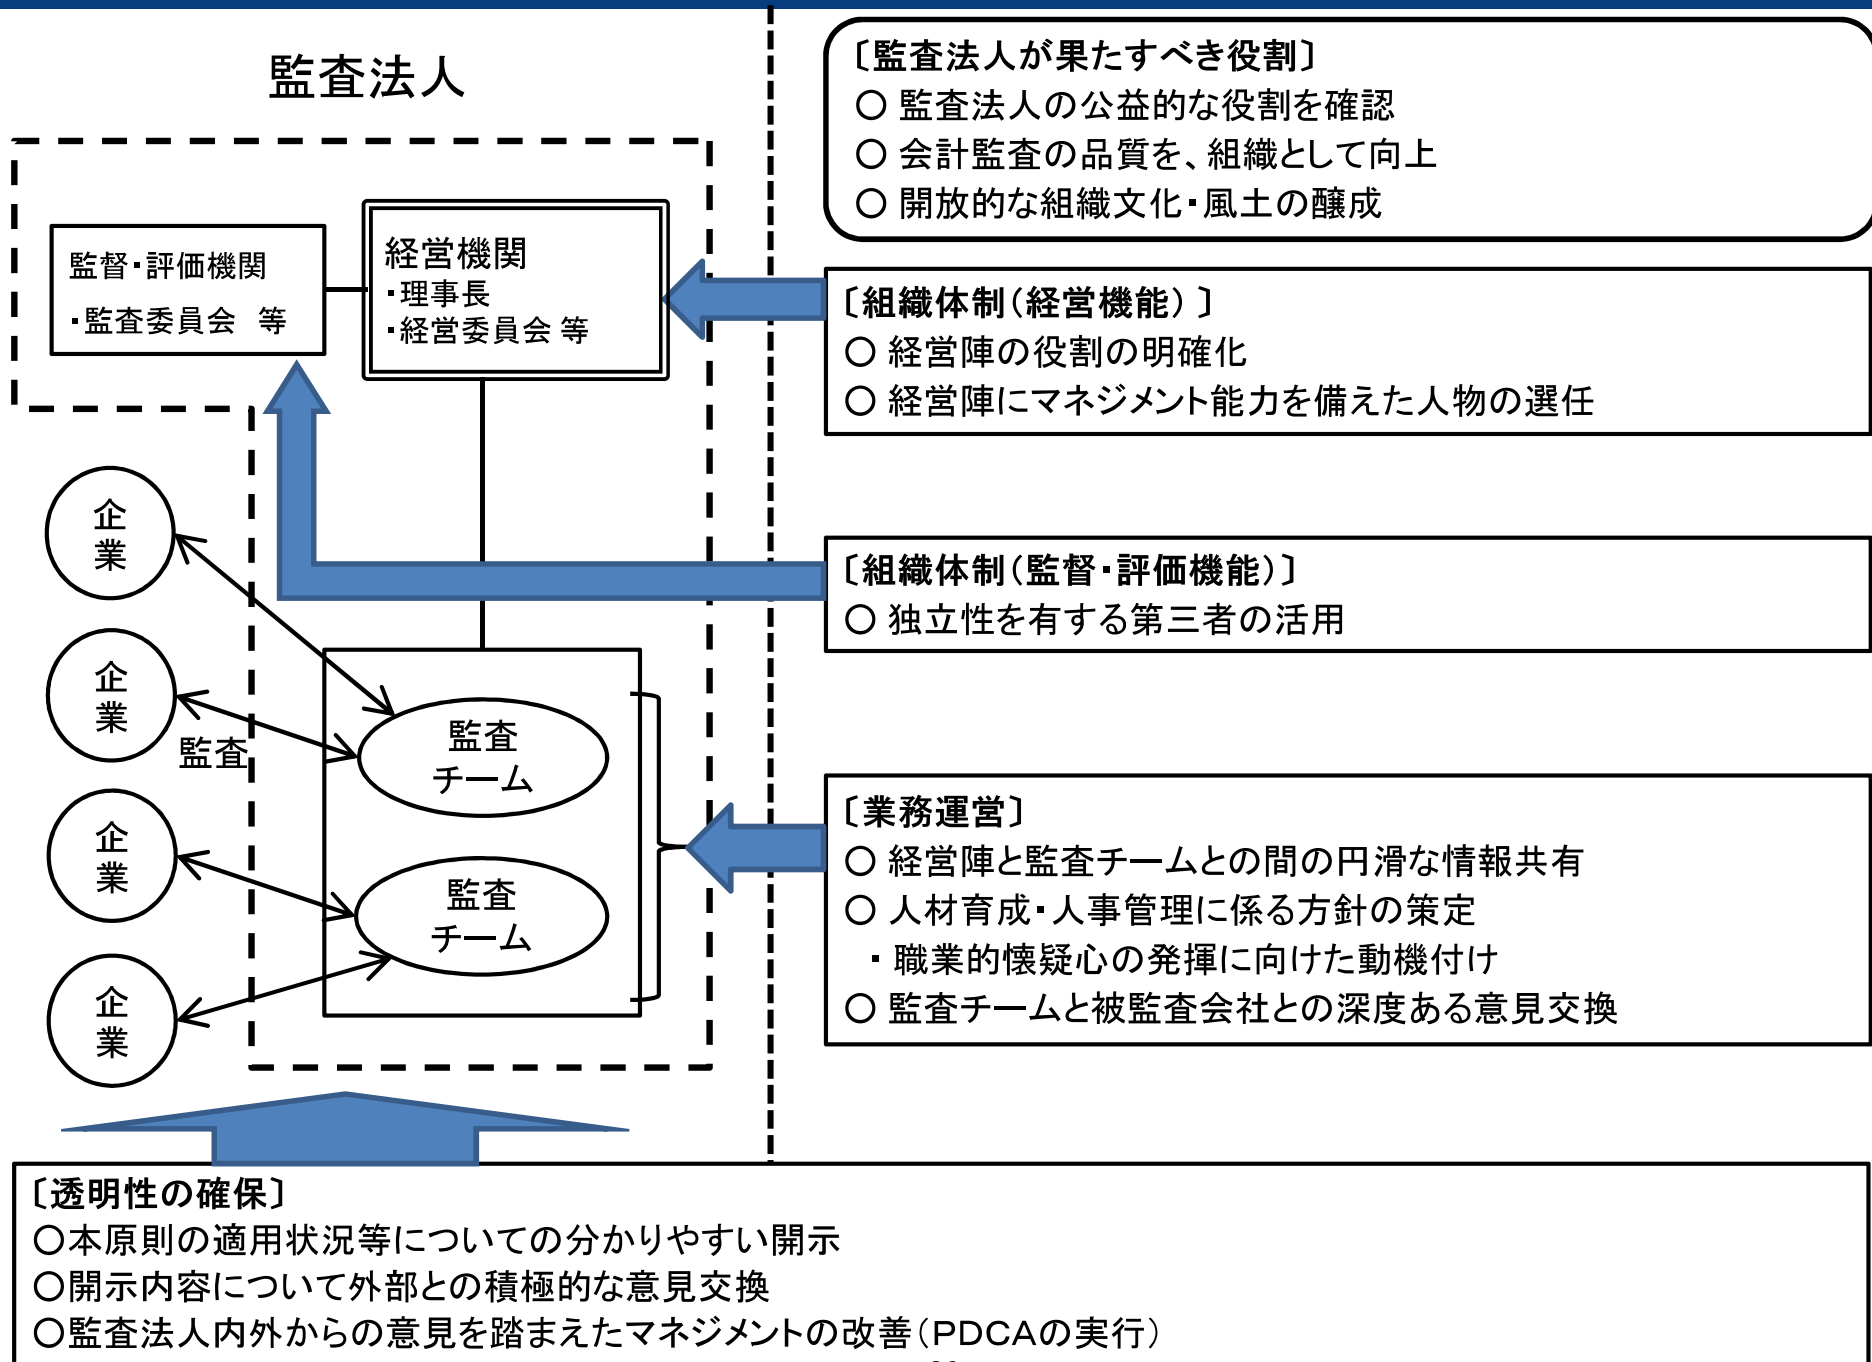 監査法人
監督・評価機関
・監査委員会 等
経営機関
・理事長
・経営委員会 等
企業
企業
監査
企業
企業
監査
チーム
監査
チーム
〔監査法人が果たすべき役割〕
○ 監査法人の公益的な役割を確認
○ 会計監査の品質を、組織として向上
○ 開放的な組織文化・風土の醸成
〔組織体制(経営機能)〕
○ 経営陣の役割の明確化
○ 経営陣にマネジメント能力を備えた人物の選任
〔組織体制(監督・評価機能)〕
○ 独立性を有する第三者の活用
〔業務運営〕
○ 経営陣と監査チームとの間の円滑な情報共有
○ 人材育成・人事管理に係る方針の策定
・職業的懐疑心の発揮に向けた動機付け
○ 監査チームと被監査会社との深度ある意見交換
〔透明性の確保〕
○本原則の適用状況等についての分かりやすい開示
○開示内容について外部との積極的な意見交換
○監査法人内外からの意見を踏まえたマネジメントの改善(PDCAの実行)